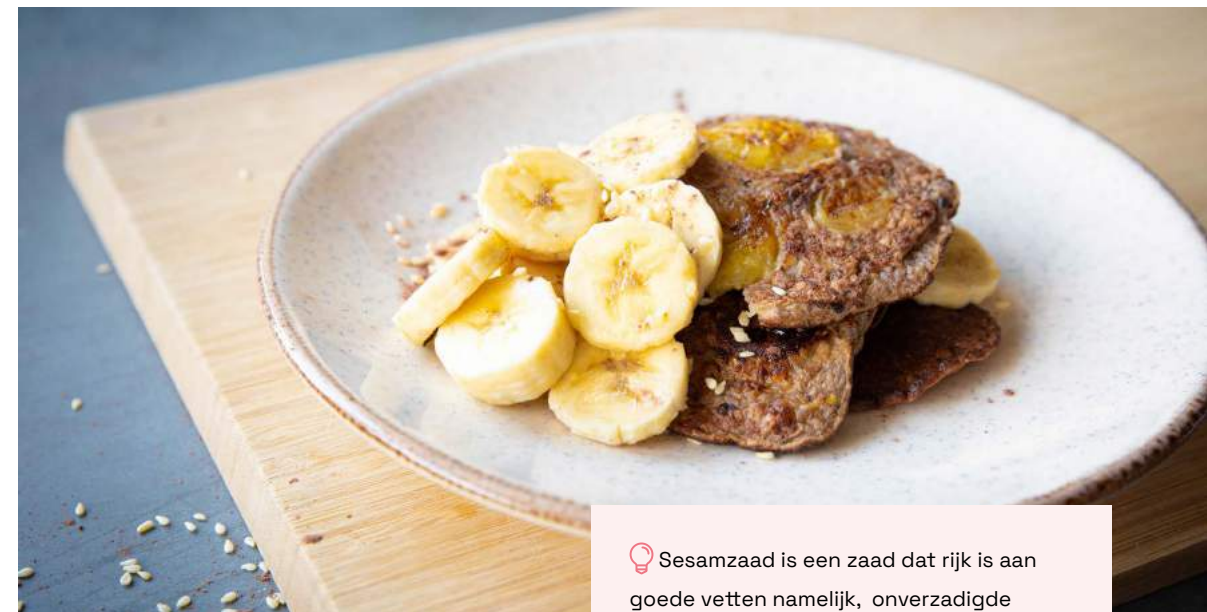 Sesamzaad is een zaad dat rijk is aan
goede vetten namelijk, onverzadigde